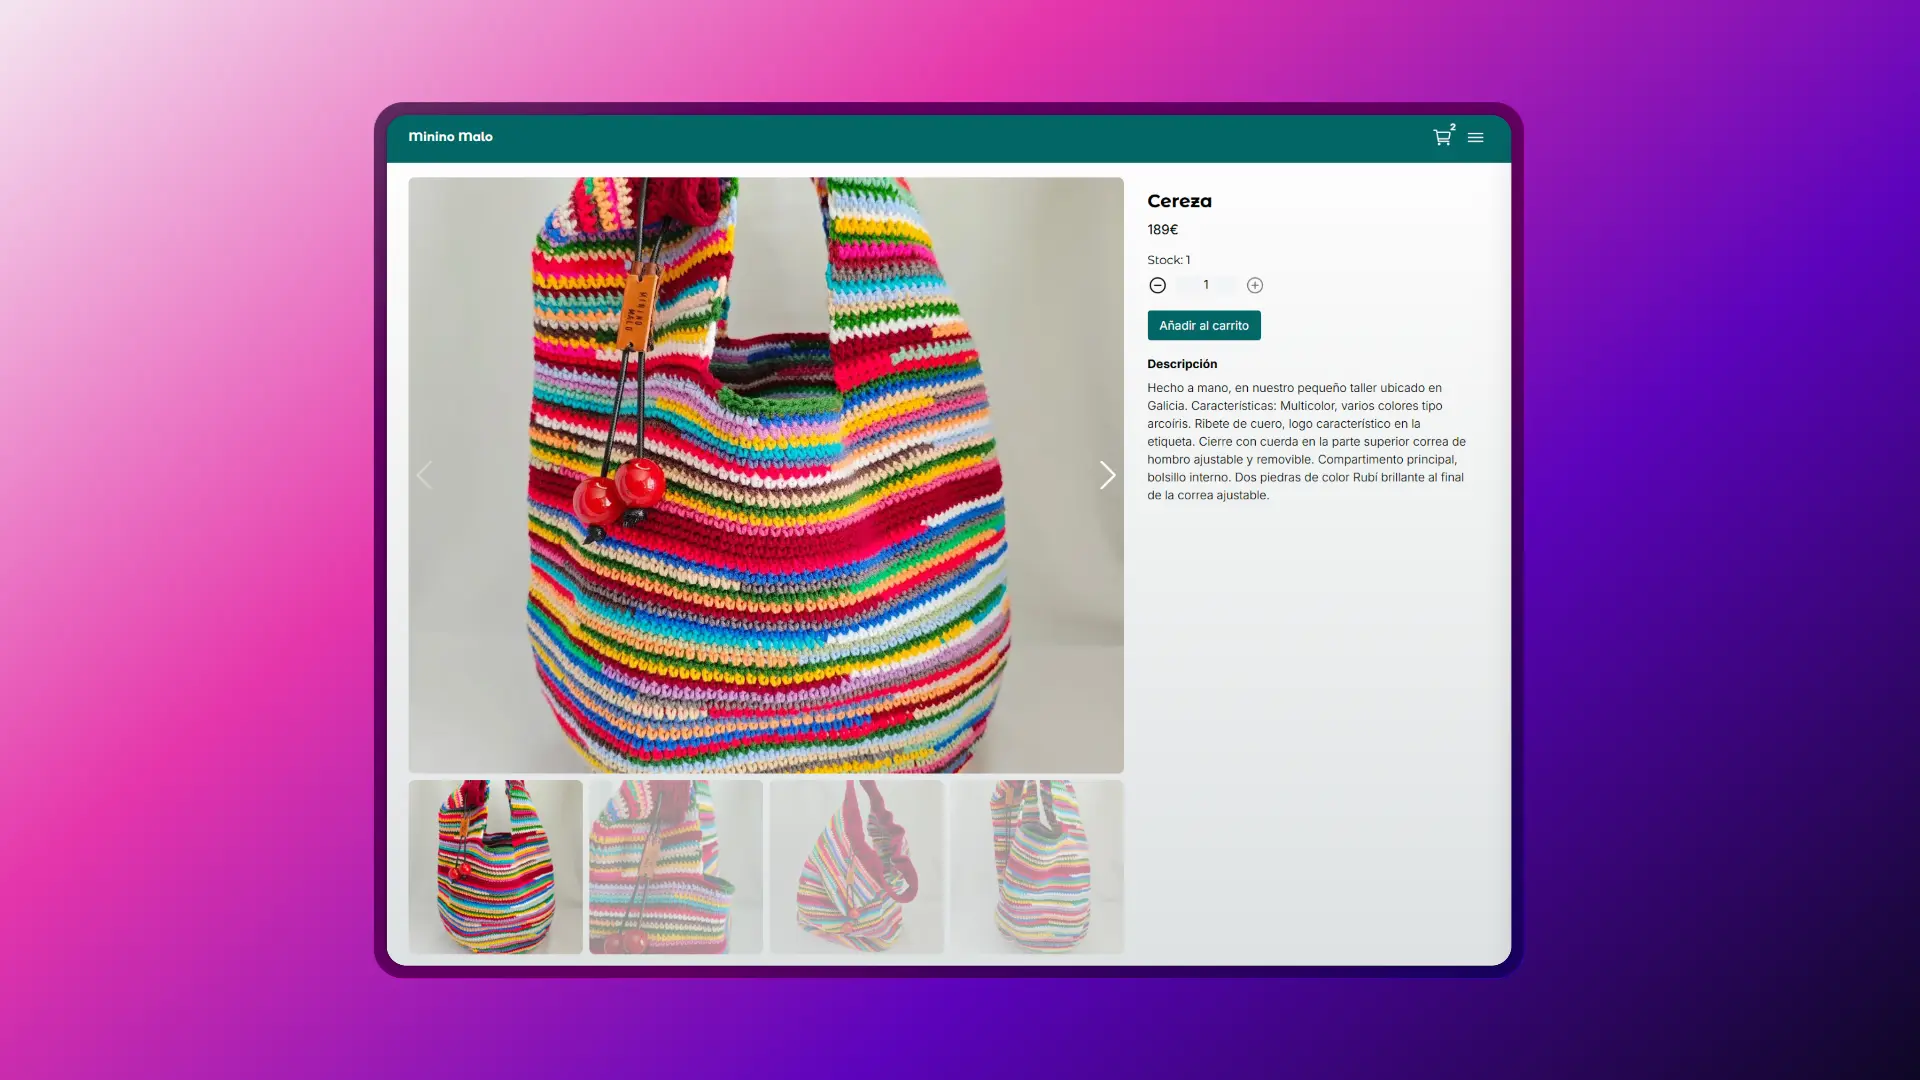 Minino Malo
2
Cereza
189€
Stock: 1
1
Añadir al carrito
Descripción
Hecho a mano, en nuestro pequeño taller ubicado en
Galicia. Características: Multicolor, varios colores tipo
arcoíris. Ribete de cuero, logo característico en la
etiqueta. Cierre con cuerda en la parte superior correa de
hombro ajustable y removible. Compartimento principal,
bolsillo interno. Dos piedras de color Rubí brillante al final
de la correa ajustable.
MININO
MALO